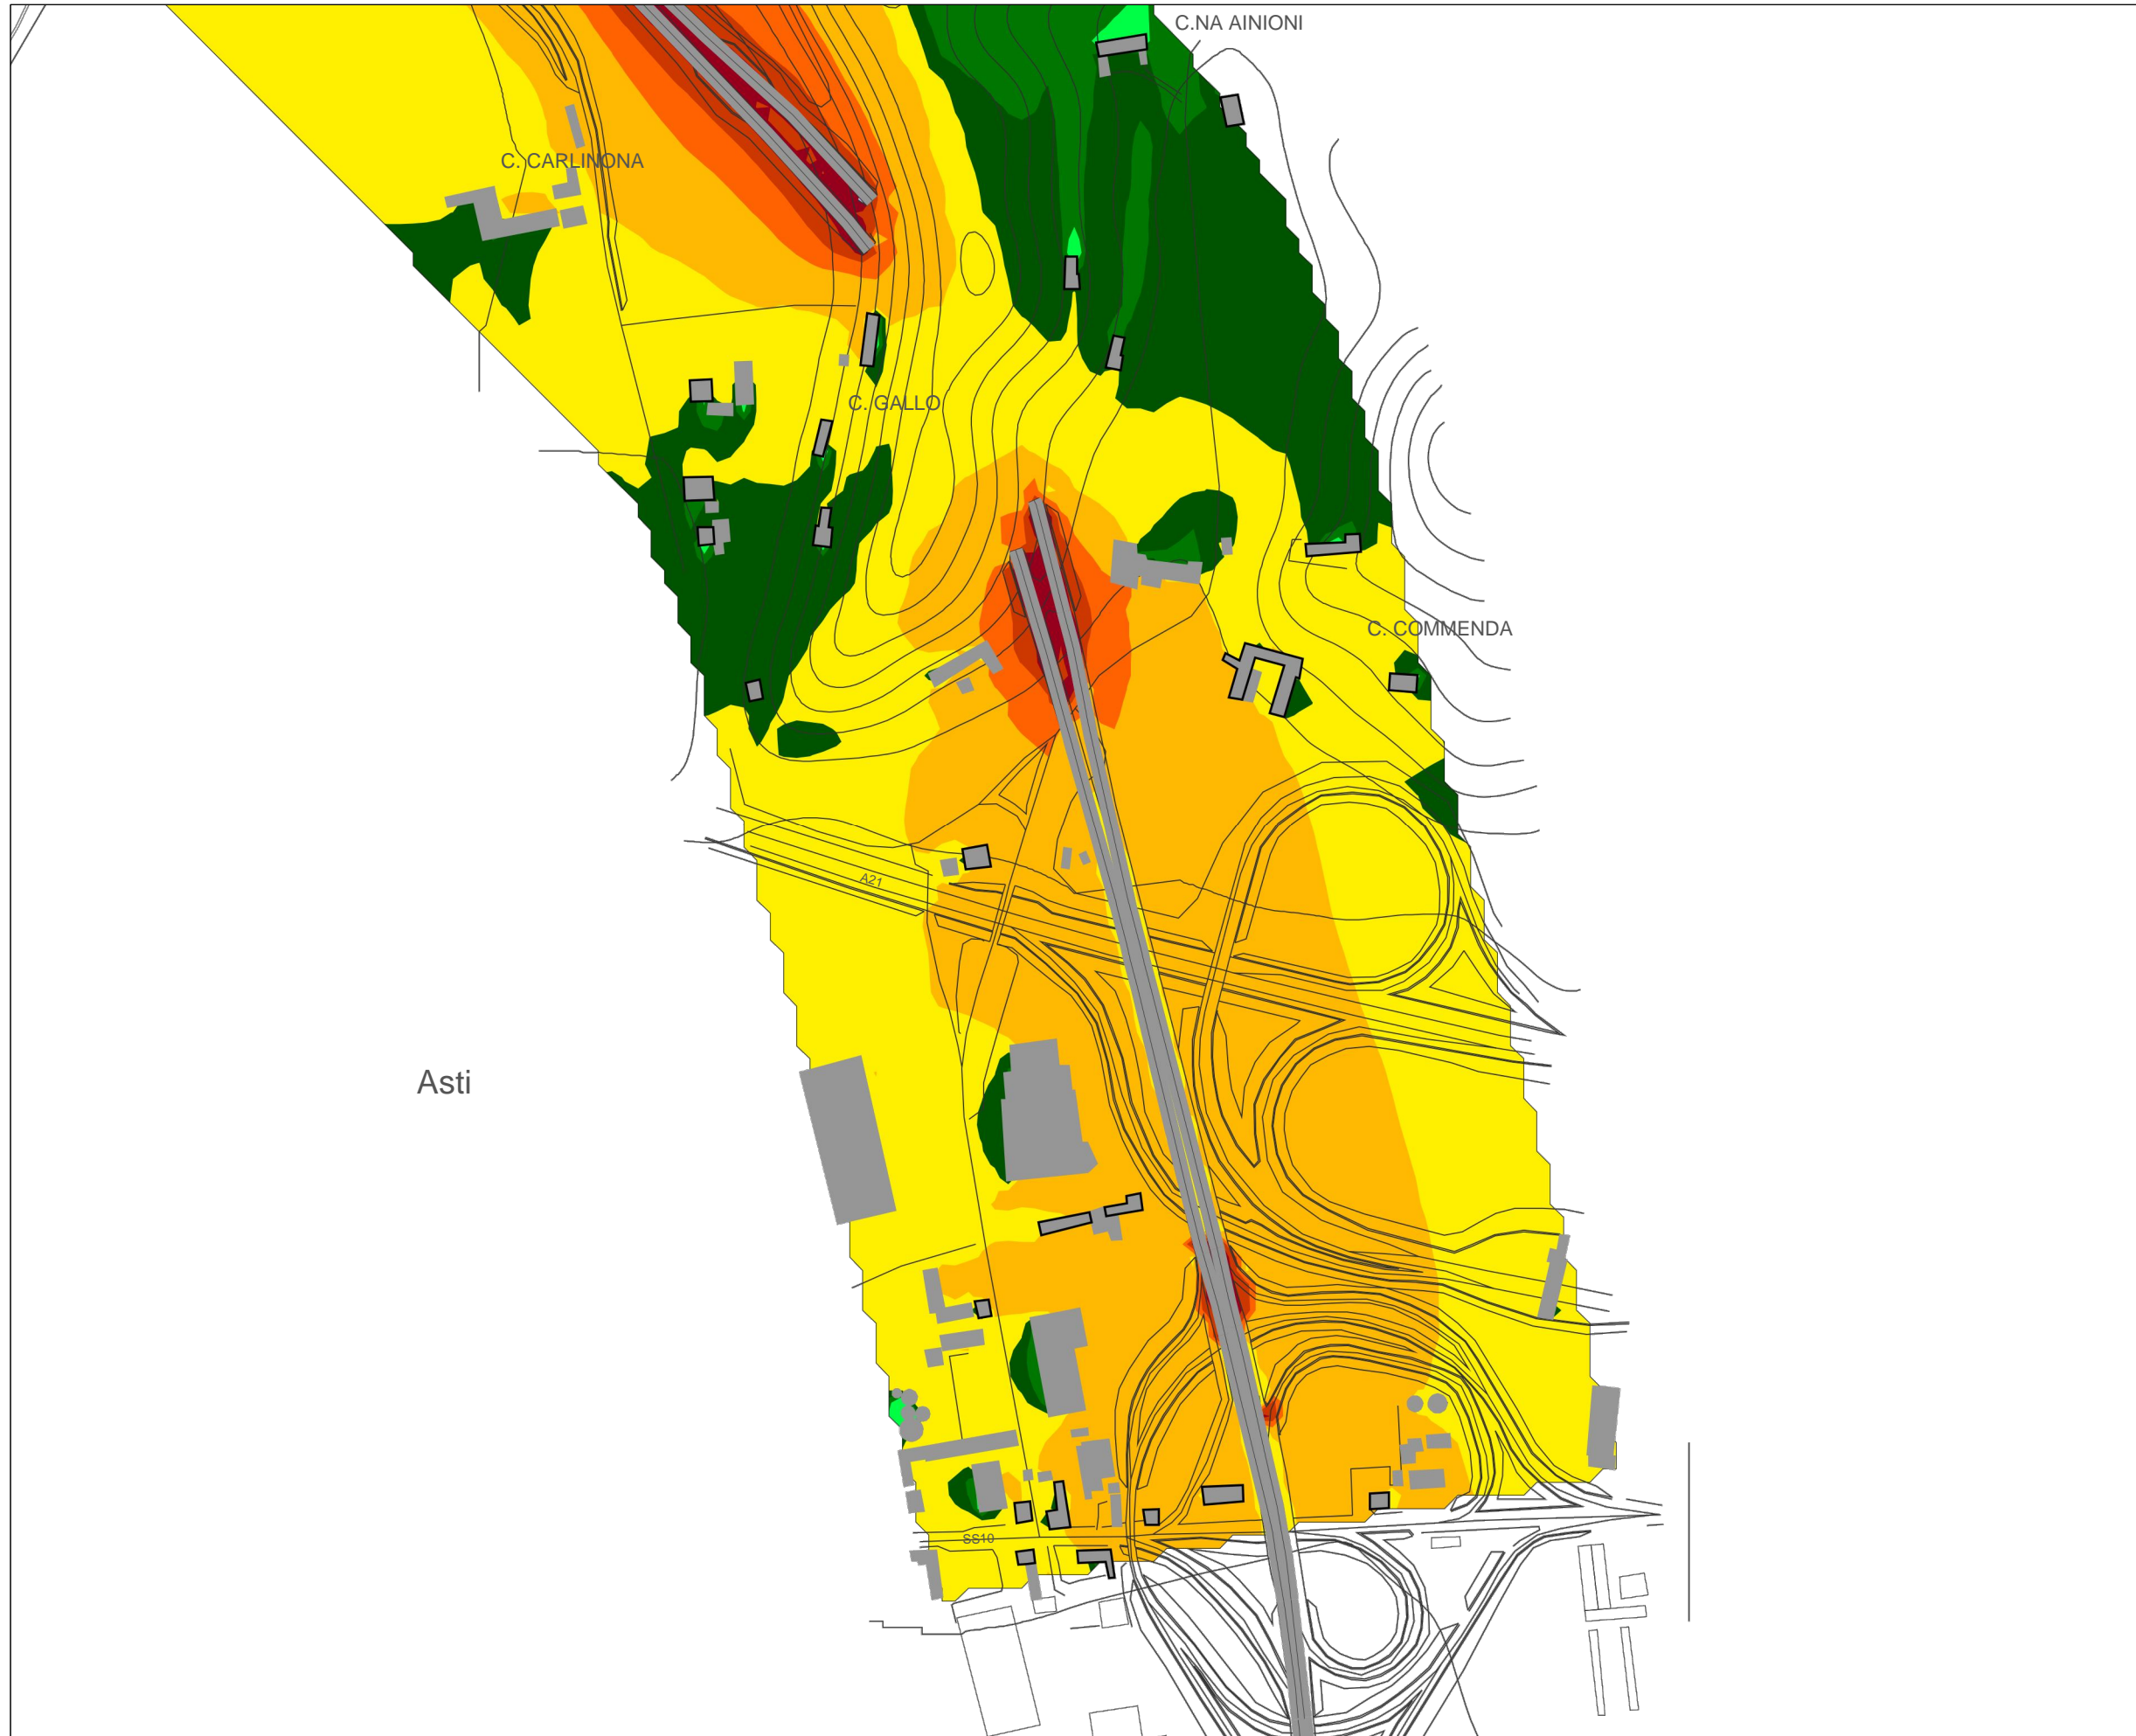 C.NA AINIONI
C. CARLINONA
C. GALLO
C. COMMENDA
A21
Asti
SS10